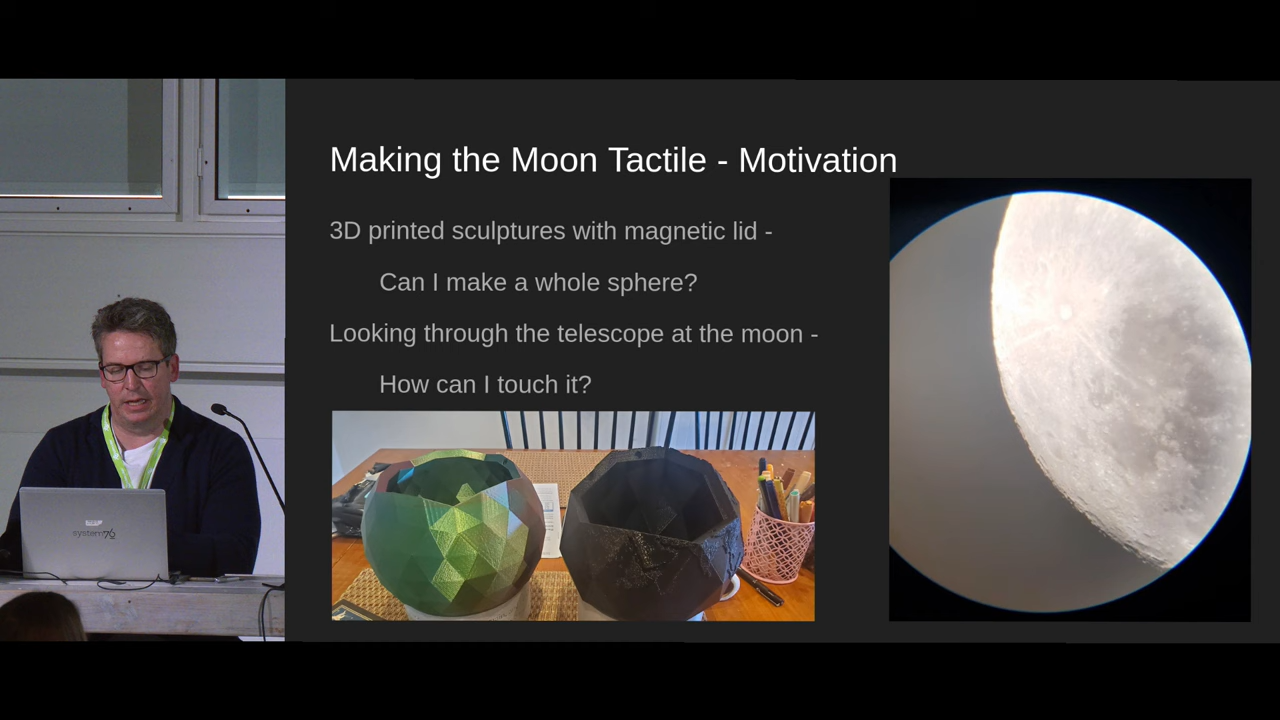 Making the Moon Tactile - Motivation
3D printed sculptures with magnetic lid -
Can I make a whole sphere?
Looking through the telescope at the moon -
How can I touch it?
system76